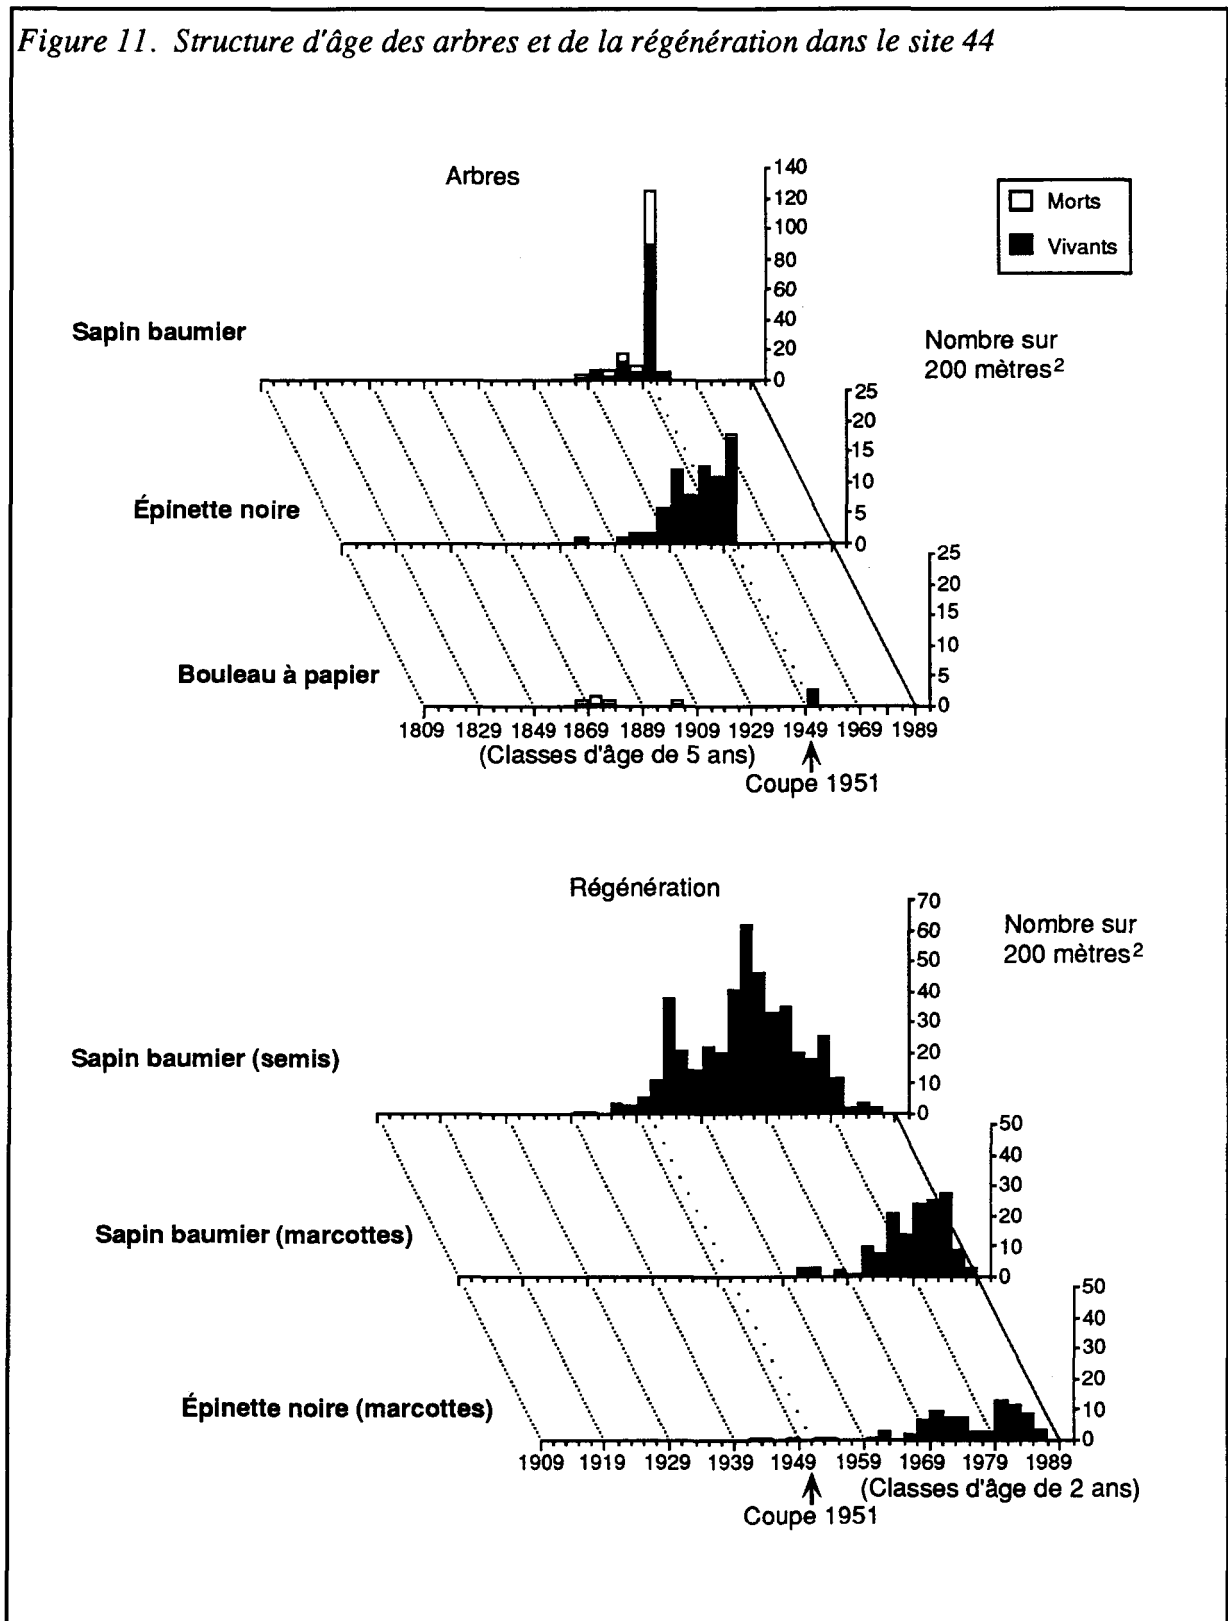 Figure 11. Structure d'âge des arbres et de la régénération dans le site 44
Arbres
140
120
100
80
60
40
20
0
Morts
Vivants
Sapin baumier
Nombre sur
200 mètres²
25
20
15
10
5
0
Épinette noire
25
20
15
10
5
0
Bouleau à papier
1809 1829 1849 1869 1889 1909 1929 1949 1969 1989
(Classes d'âge de 5 ans)
Coupe 1951
Régénération
70
60
50
40
30
20
10
0
Nombre sur
200 mètres²
Sapin baumier (semis)
50
40
30
20
10
0
Sapin baumier (marcottes)
50
40
30
20
10
0
Épinette noire (marcottes)
1909 1919 1929 1939 1949 1959 1969 1979 1989
(Classes d'âge de 2 ans)
Coupe 1951